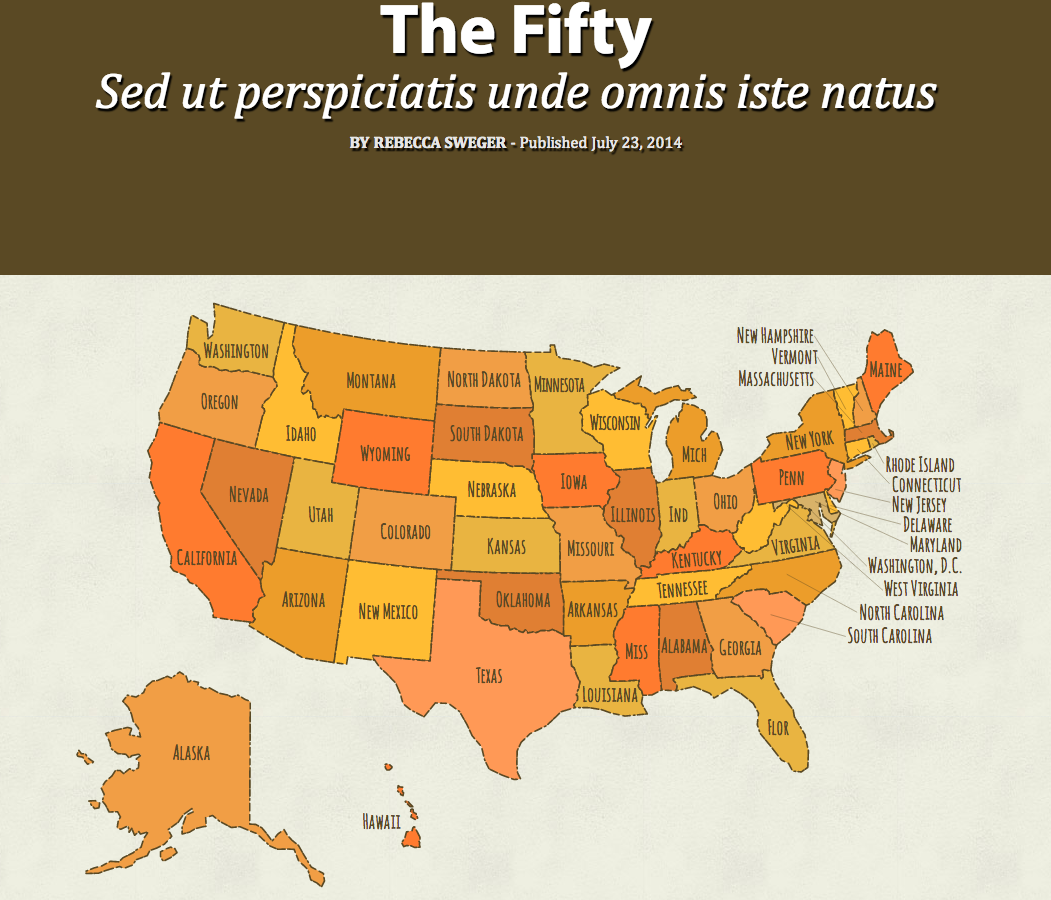 The Fifty
Sed ut perspiciatis unde omnis iste natus
BY REBECCA SWEGER - Published July 23, 2014
NEW HAMPSHIRE
VERMONT
MASSACHUSETTS
MAINE
WASHINGTON
MONTANA
NORTH DAKOTA
MINNESOTA
OREGON
IDAHO
WYOMING
SOUTH DAKOTA
WISCONSIN
MICH
NEW YORK
RHODE ISLAND
CONNECTICUT
NEW JERSEY
DELAWARE
MARYLAND
WASHINGTON, D.C.
WEST VIRGINIA
NORTH CAROLINA
SOUTH CAROLINA
NEVADA
UTAH
COLORADO
NEBRASKA
IOWA
ILLINOIS
IND
OHIO
PENN
CALIFORNIA
KANSAS
MISSOURI
KENTUCKY
VIRGINIA
ARIZONA
NEW MEXICO
OKLAHOMA
ARKANSAS
TENNESSEE
TEXAS
LOUISIANA
MISS
ALABAMA
GEORGIA
FLOR
ALASKA
HAWAII